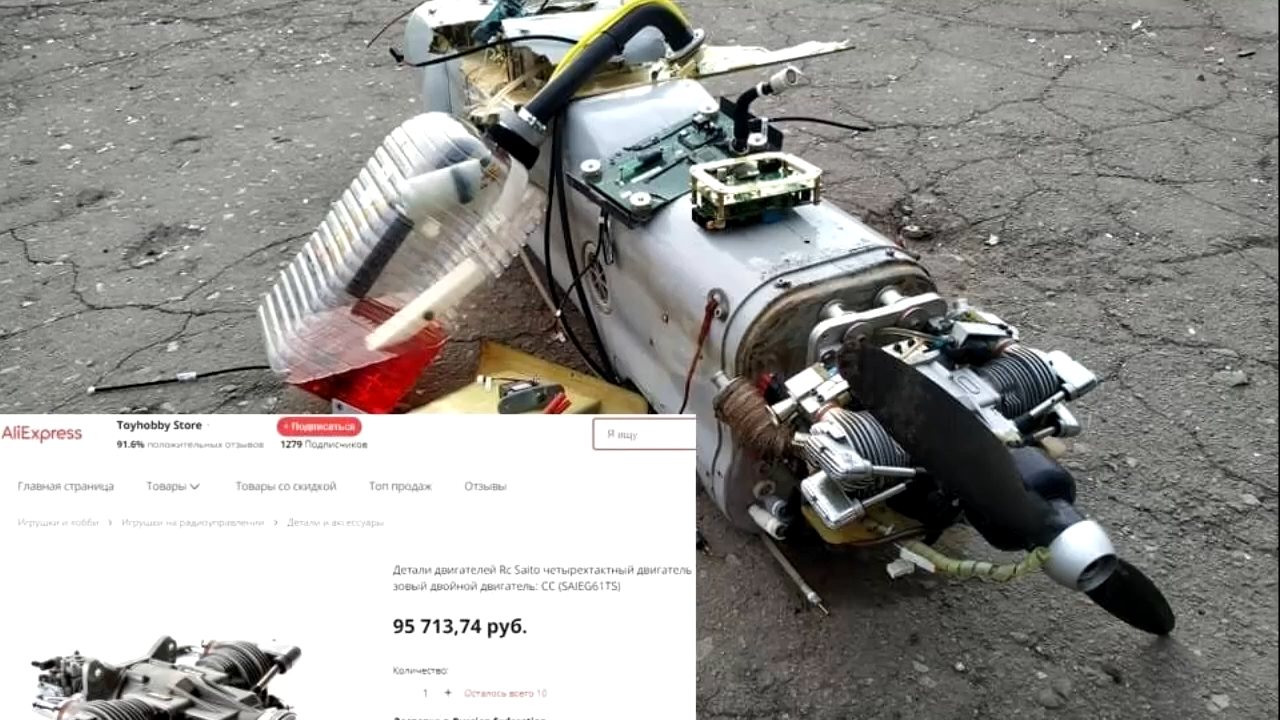 AliExpress
Toyhobby Store
+ Подписаться
91.6% положительных отзывов
1279 Подписчиков
Я ищу
Главная страница
Товары
Товары со скидкой
Топ продаж
Отзывы
Игрушки и хобби > Игрушки на радиоуправлении > Детали и аксессуары
Детали двигателей Rc Saito четырехтактный двигатель
зовый двойной двигатель: CC (SAIEG61TS)
95 713,74 руб.
Количество:
1 +
Осталось всего 10